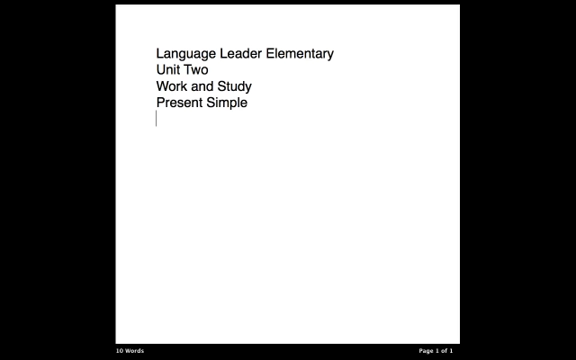 Language Leader Elementary
Unit Two
Work and Study
Present Simple
10 Words
Page 1 of 1